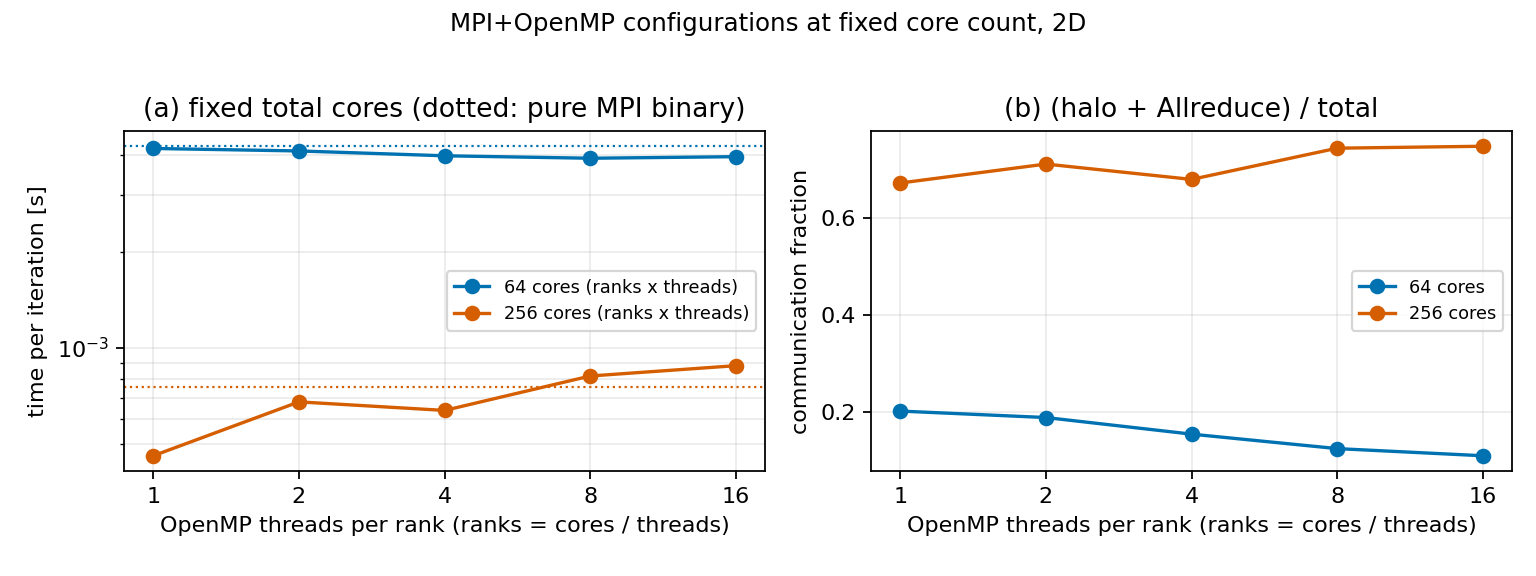 MPI+OpenMP configurations at fixed core count, 2D
(a) fixed total cores (dotted: pure MPI binary)
time per iteration [s]
10⁻³
64 cores (ranks x threads)
256 cores (ranks x threads)
1 2 4 8 16
OpenMP threads per rank (ranks = cores / threads)
(b) (halo + Allreduce) / total
communication fraction
0.6
0.4
0.2
64 cores
256 cores
1 2 4 8 16
OpenMP threads per rank (ranks = cores / threads)